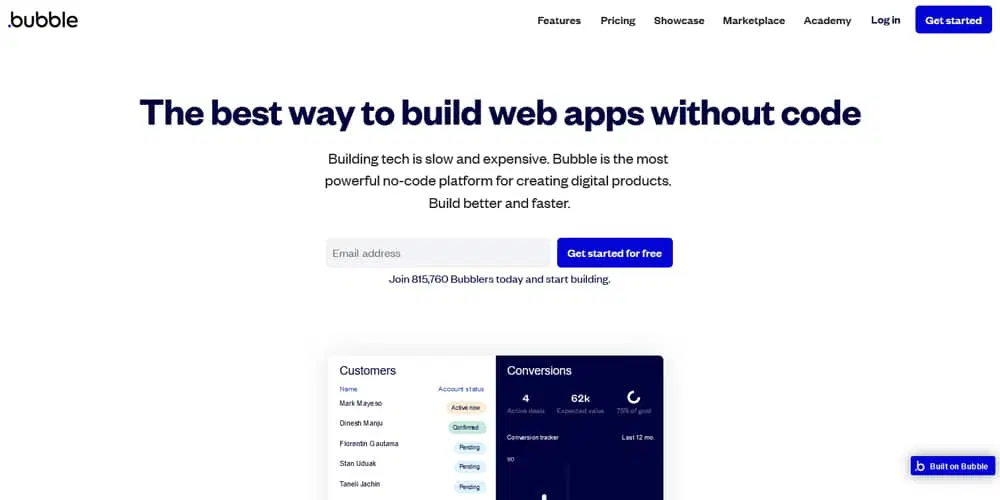 .bubble
Features Pricing Showcase Marketplace Academy Log in Get started
The best way to build web apps without code
Building tech is slow and expensive. Bubble is the most
powerful no-code platform for creating digital products.
Build better and faster.
Email address
Get started for free
Join 815,760 Bubblers today and start building.
Customers
Name Account status
Mark Mayeso Active now
Dinesh Manju Confirmed
Florentin Gautama Pending
Stan Uduak Pending
Taneli Jachin Pending
Conversions
4 62k
Active deals Expected value 75% of goal
Conversion tracker Last 12 mo.
90
b Built on Bubble